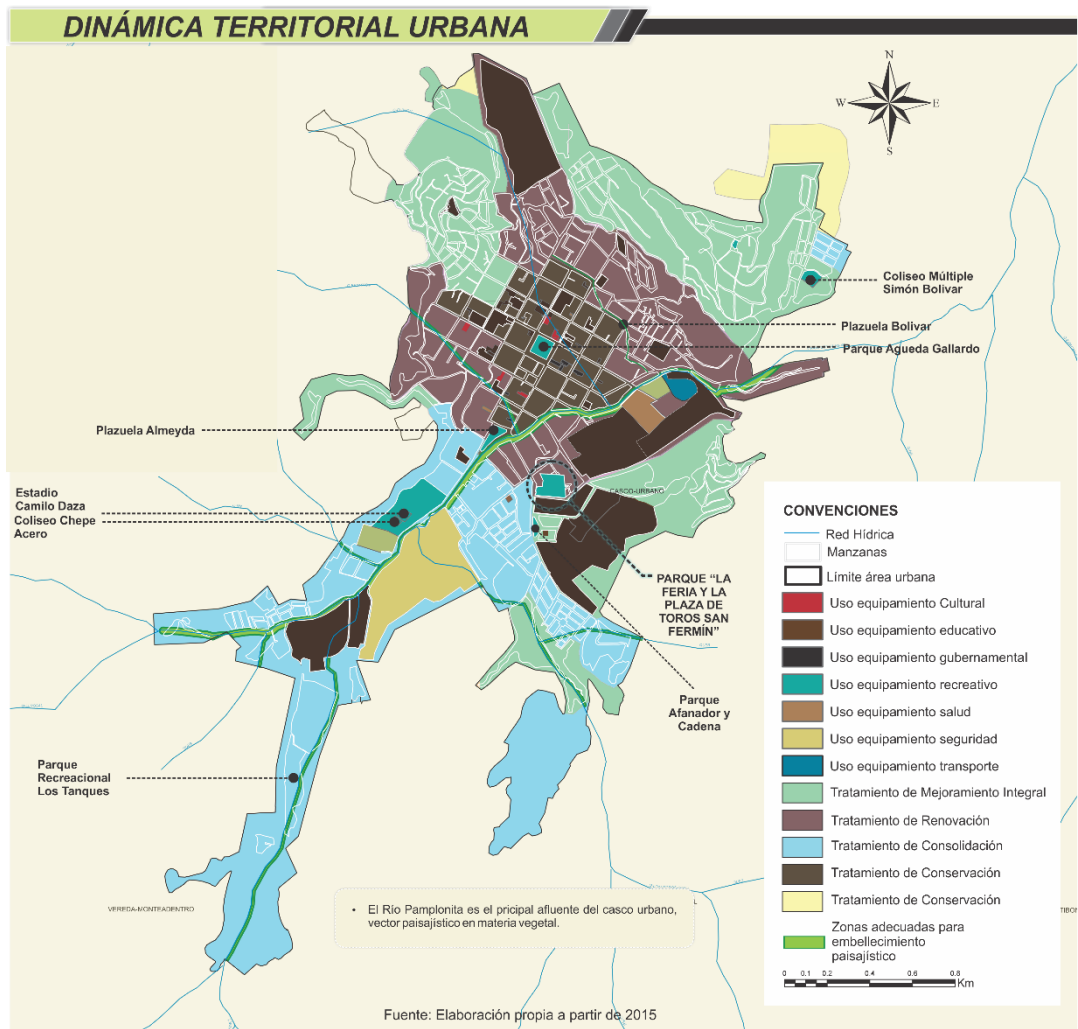 DINÁMICA TERRITORIAL URBANA
N
W
E
S
Coliseo Múltiple
Simón Bolivar
Plazuela Bolivar
Parque Agueda Gallardo
Plazuela Almeyda
Estadio
Camilo Daza
Coliseo Chepe
Acero
CASCO-URBANO
PARQUE “LA
FERIA Y LA
PLAZA DE
TOROS SAN
FERMÍN”
Parque
Afanador y
Cadena
Parque
Recreacional
Los Tanques
VEREDA-MONTEADENTRO
CONVENCIONES
Red Hídrica
Manzanas
Límite área urbana
Uso equipamiento Cultural
Uso equipamiento educativo
Uso equipamiento gubernamental
Uso equipamiento recreativo
Uso equipamiento salud
Uso equipamiento seguridad
Uso equipamiento transporte
Tratamiento de Mejoramiento Integral
Tratamiento de Renovación
Tratamiento de Consolidación
Tratamiento de Conservación
Tratamiento de Conservación
Zonas adecuadas para
embellecimiento
paisajístico
0 0.1 0.2 0.4 0.6 0.8
Km
• El Río Pamplonita es el pricipal afluente del casco urbano,
vector paisajístico en materia vegetal.
Fuente: Elaboración propia a partir de 2015